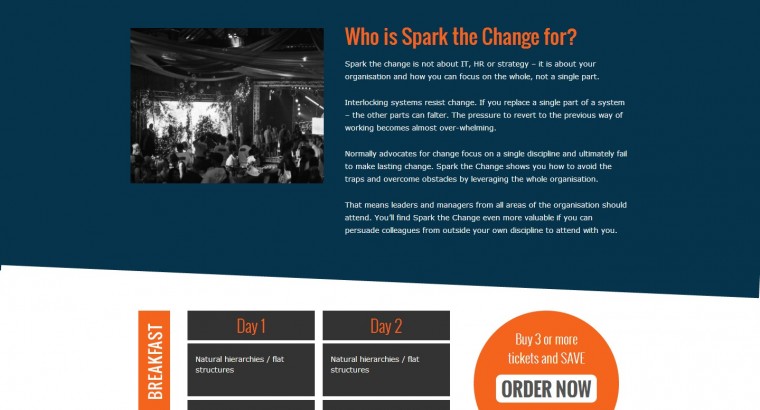 Who is Spark the Change for?
Spark the change is not about IT, HR or strategy – it is about your
organisation and how you can focus on the whole, not a single part.
Interlocking systems resist change. If you replace a single part of a system
– the other parts can falter. The pressure to revert to the previous way of
working becomes almost over-whelming.
Normally advocates for change focus on a single discipline and ultimately fail
to make lasting change. Spark the Change shows you how to avoid the
traps and overcome obstacles by leveraging the whole organisation.
That means leaders and managers from all areas of the organisation should
attend. You'll find Spark the Change even more valuable if you can
persuade colleagues from outside your own discipline to attend with you.
BREAKFAST
Day 1
Natural hierarchies / flat
structures
Day 2
Natural hierarchies / flat
structures
Buy 3 or more
tickets and SAVE
ORDER NOW